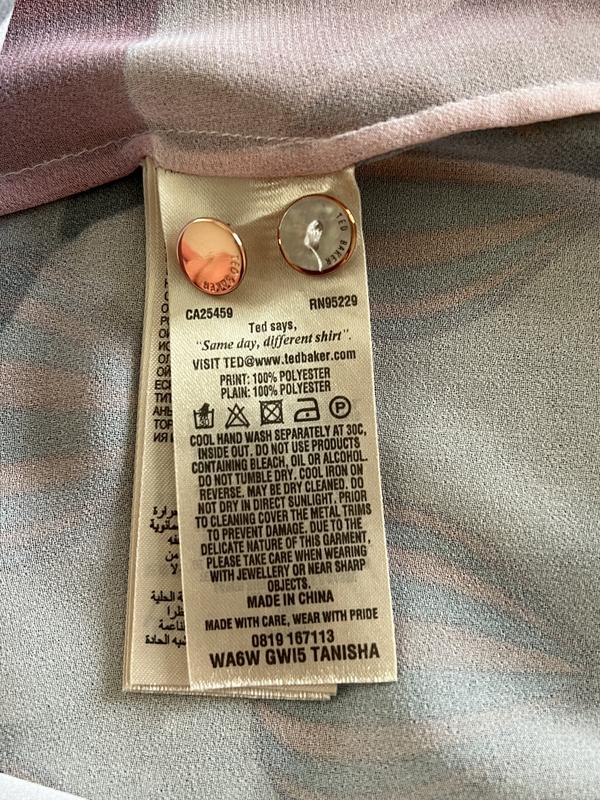 TED BAKER
TED BAKER
CA25459 RN95229
Ted says,
"Same day, different shirt".
ViSIT TED@www.tedbaker.com
PRINT: 100% POLYESTER
PLAIN: 100% POLYESTER
30
P
COOL HAND WASH SEPARATELY AT 30C,
INSIDE OUT. DO NOT USE PRODUCTS
CONTAINING BLEACH, OIL OR ALCOHOL.
DO NOT TUMBLE DRY. COOL IRON ON
REVERSE. MAY BE DRY CLEANED. DO
NOT DRY IN DIRECT SUNLIGHT. PRIOR
TO CLEANING COVER THE METAL TRIMS
TO PREVENT DAMAGE. DUE TO THE
DELICATE NATURE OF THIS GARMENT,
PLEASE TAKE CARE WHEN WEARING
WITH JEWELLERY OR NEAR SHARP
OBJECTS.
MADE IN CHINA
MADE WITH CARE, WEAR WITH PRIDE
0819 167113
WA6W GWI5 TANISHA